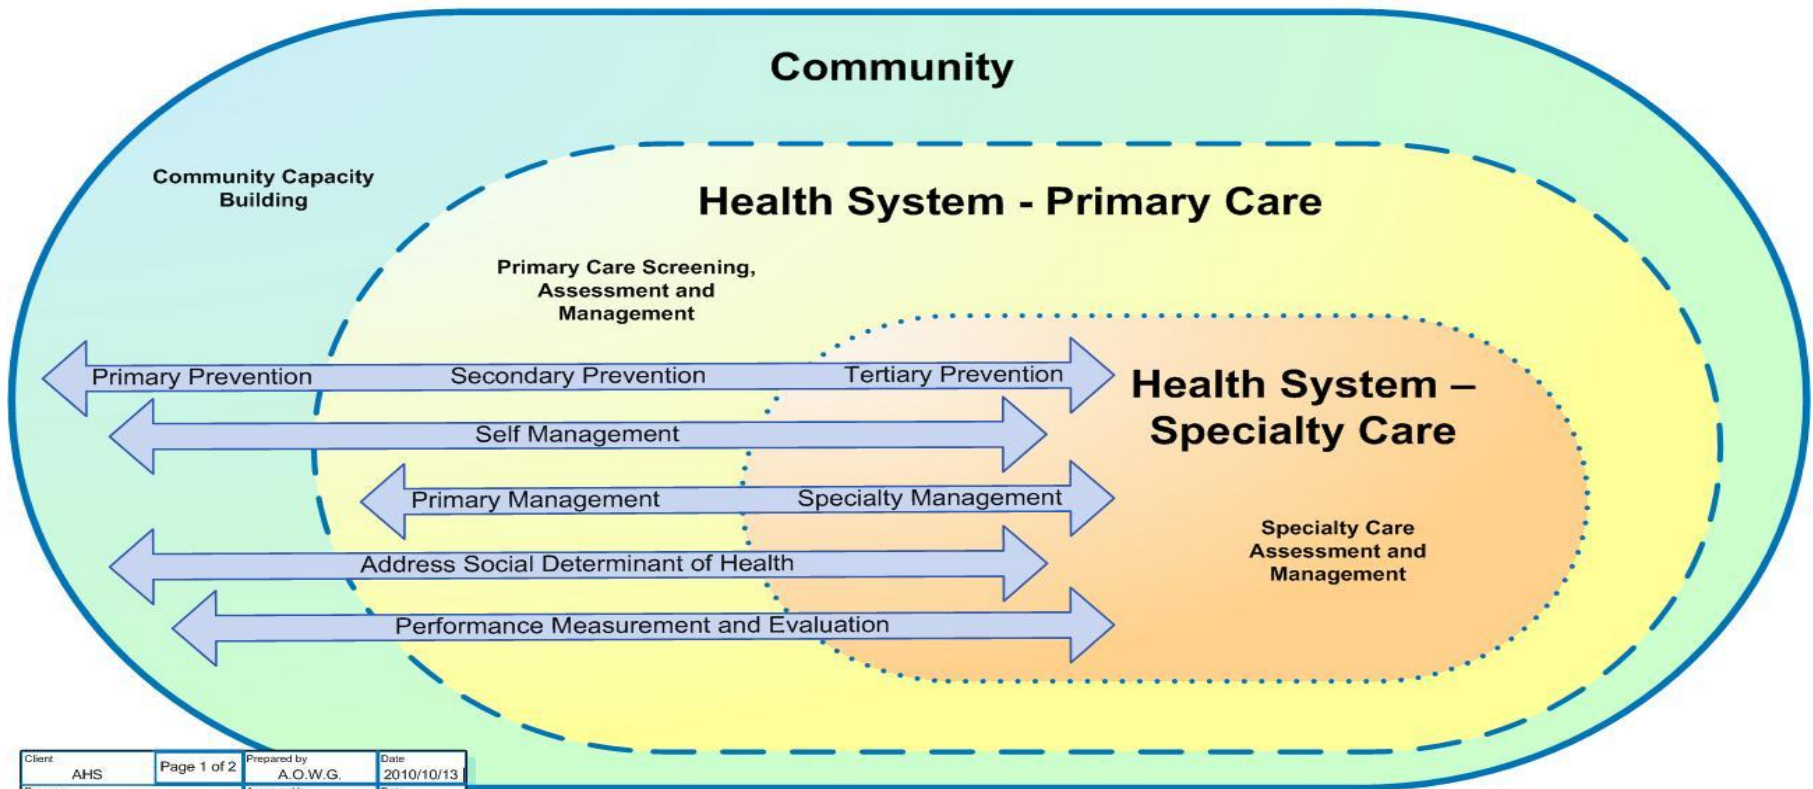 Community
Community Capacity
Building
Health System - Primary Care
Primary Care Screening,
Assessment and
Management
Primary Prevention Secondary Prevention Tertiary Prevention
Health System –
Specialty Care
Self Management
Primary Management Specialty Management
Specialty Care
Assessment and
Management
Address Social Determinant of Health
Performance Measurement and Evaluation
Client
AHS
Page 1 of 2
Prepared by
A.O.W.G.
Date
2010/10/13